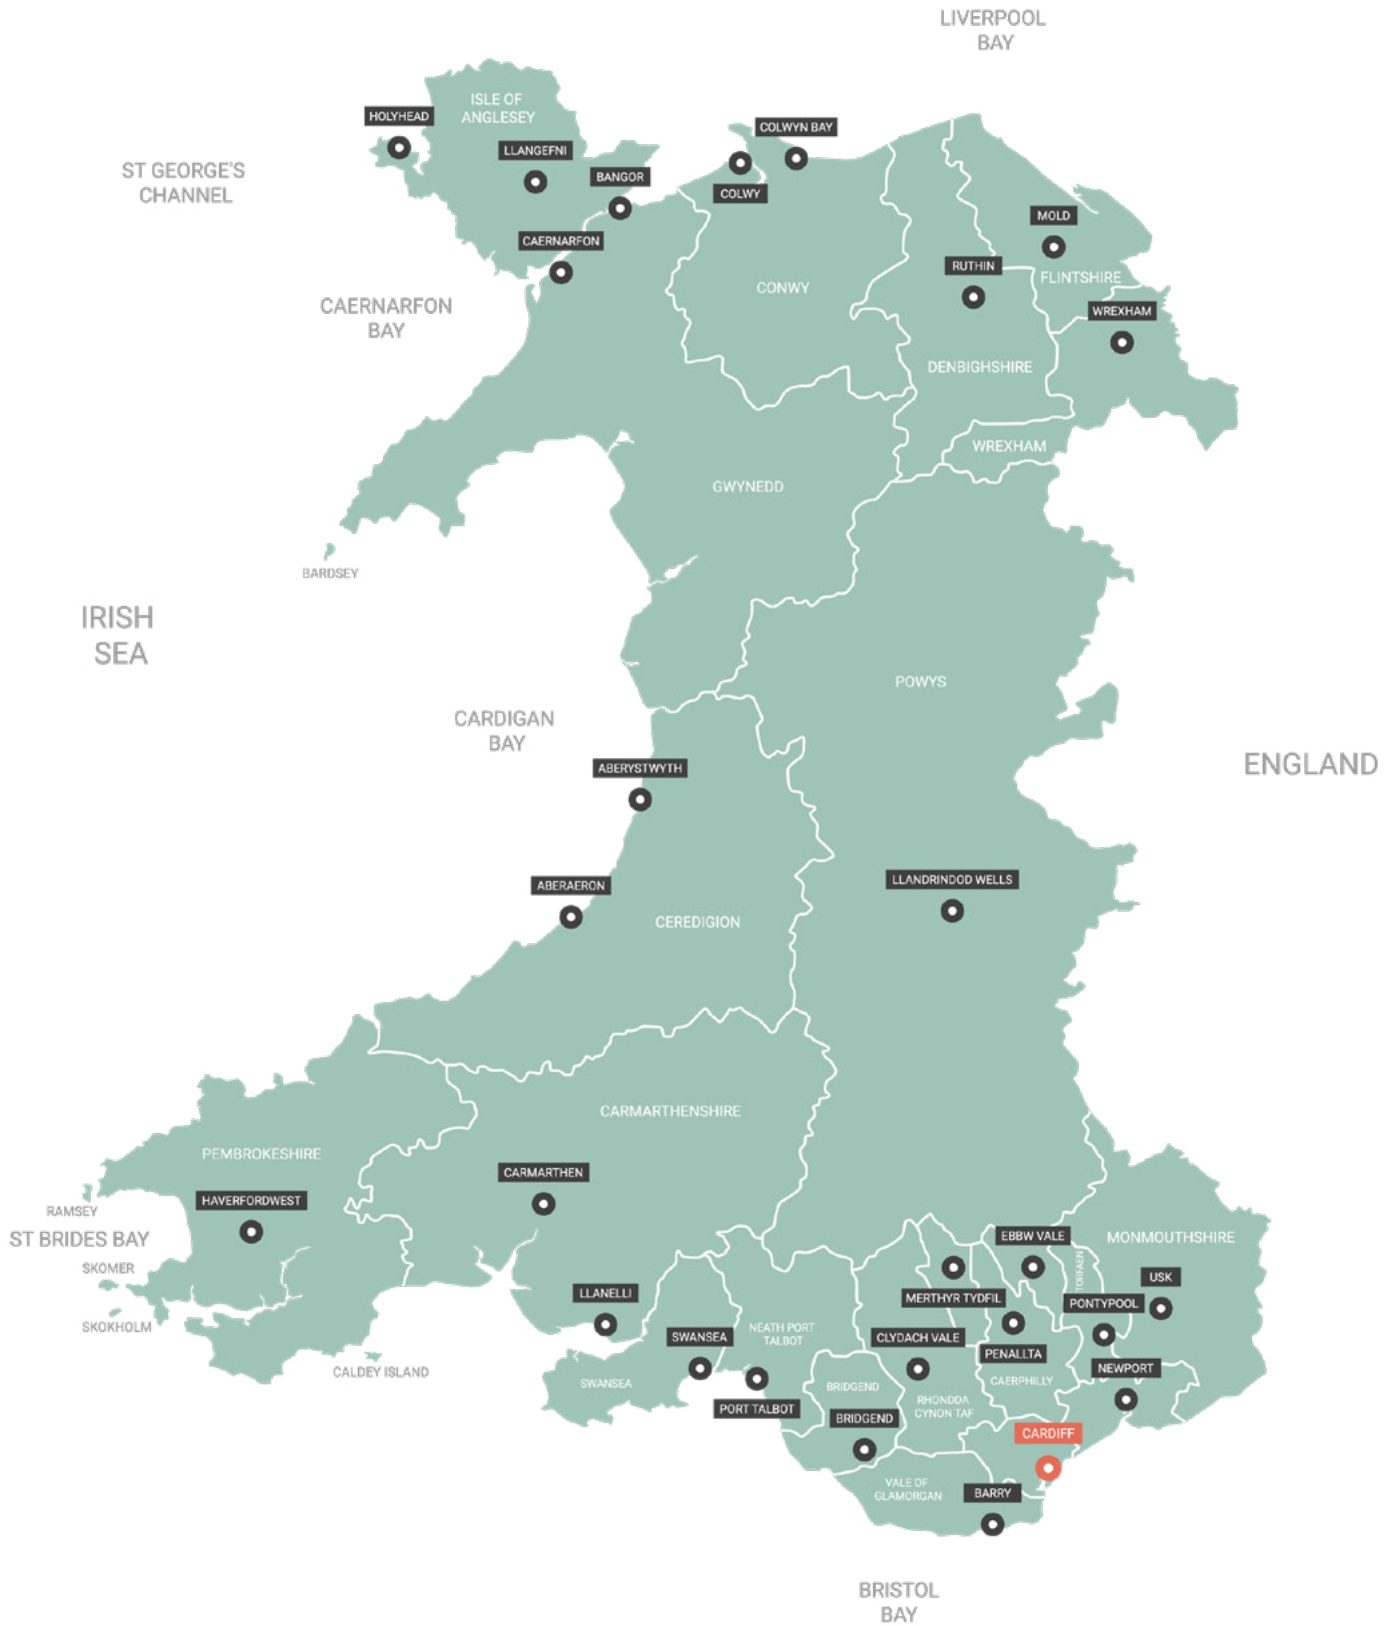 LIVERPOOL
BAY
ISLE OF
ANGLESEY
HOLYHEAD
COLWYN BAY
LLANGEFNI
ST GEORGE'S
CHANNEL
BANGOR
COLWY
MOLD
CAERNARFON
RUTHIN
FLINTSHIRE
CONWY
CAERNARFON
BAY
WREXHAM
DENBIGHSHIRE
WREXHAM
GWYNEDD
BARDSEY
IRISH
SEA
POWYS
CARDIGAN
BAY
ABERYSTWYTH
ENGLAND
LLANDRINDOD WELLS
ABERAERON
CEREDIGION
CARMARTHENSHIRE
PEMBROKESHIRE
CARMARTHEN
HAVERFORDWEST
RAMSEY
ST BRIDES BAY
EBBW VALE
MONMOUTHSHIRE
SKOMER
TORFAEN
USK
LLANELLI
MERTHYR TYDFIL
PONTYPOOL
SKOKHOLM
NEATH PORT
TALBOT
SWANSEA
CLYDACH VALE
PENALLTA
CALDEY ISLAND
NEWPORT
SWANSEA
BRIDGEND
CAERPHILLY
RHONDDA
CYNON TAF
PORT TALBOT
BRIDGEND
CARDIFF
VALE OF
GLAMORGAN
BARRY
BRISTOL
BAY